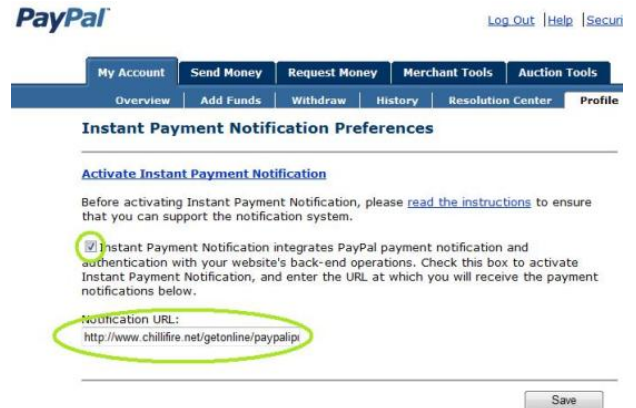 PayPal
Log Out | Help | Securi
My Account Send Money Request Money Merchant Tools Auction Tools
Overview Add Funds Withdraw History Resolution Center Profile
Instant Payment Notification Preferences
Activate Instant Payment Notification
Before activating Instant Payment Notification, please read the instructions to ensure
that you can support the notification system.
Instant Payment Notification integrates PayPal payment notification and
authentication with your website's back-end operations. Check this box to activate
Instant Payment Notification, and enter the URL at which you will receive the payment
notifications below.
Notification URL:
http://www.chillifire.net/getonline/paypalip
Save